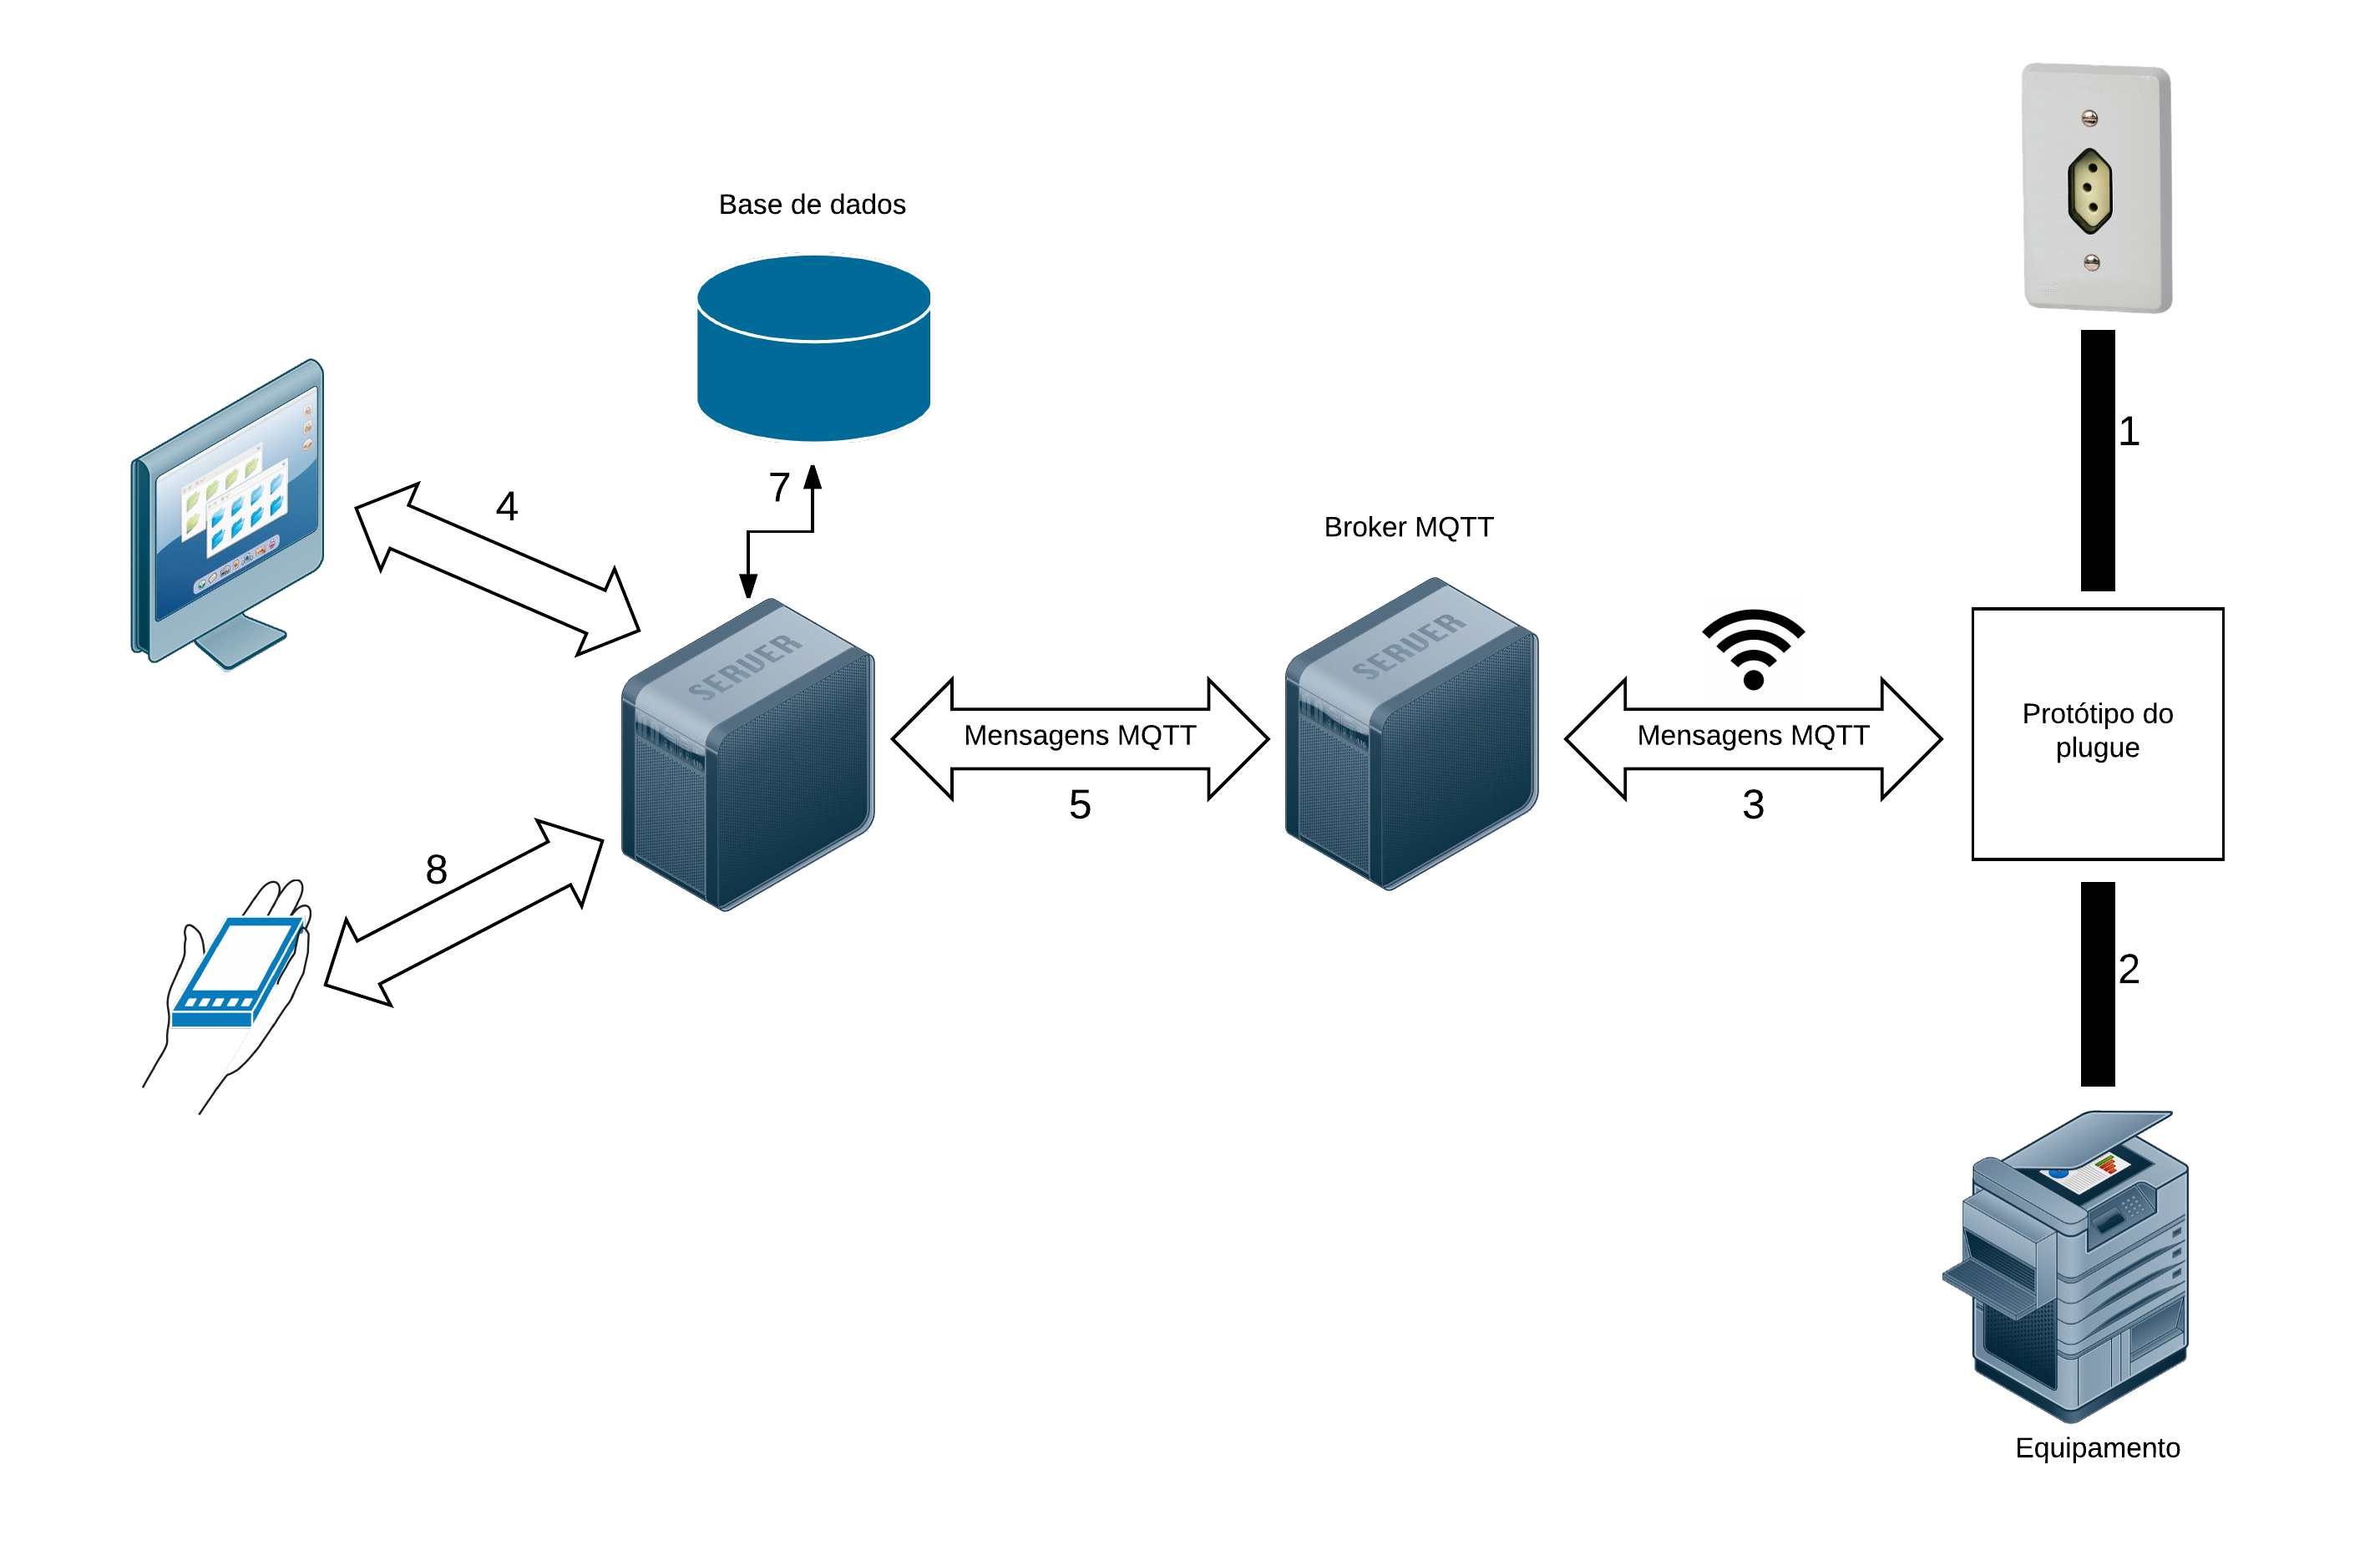 Base de dados
1
7
4
Broker MQTT
SERVER
SERVER
Mensagens MQTT
Mensagens MQTT
Protótipo do
plugue
5
3
8
2
Equipamento